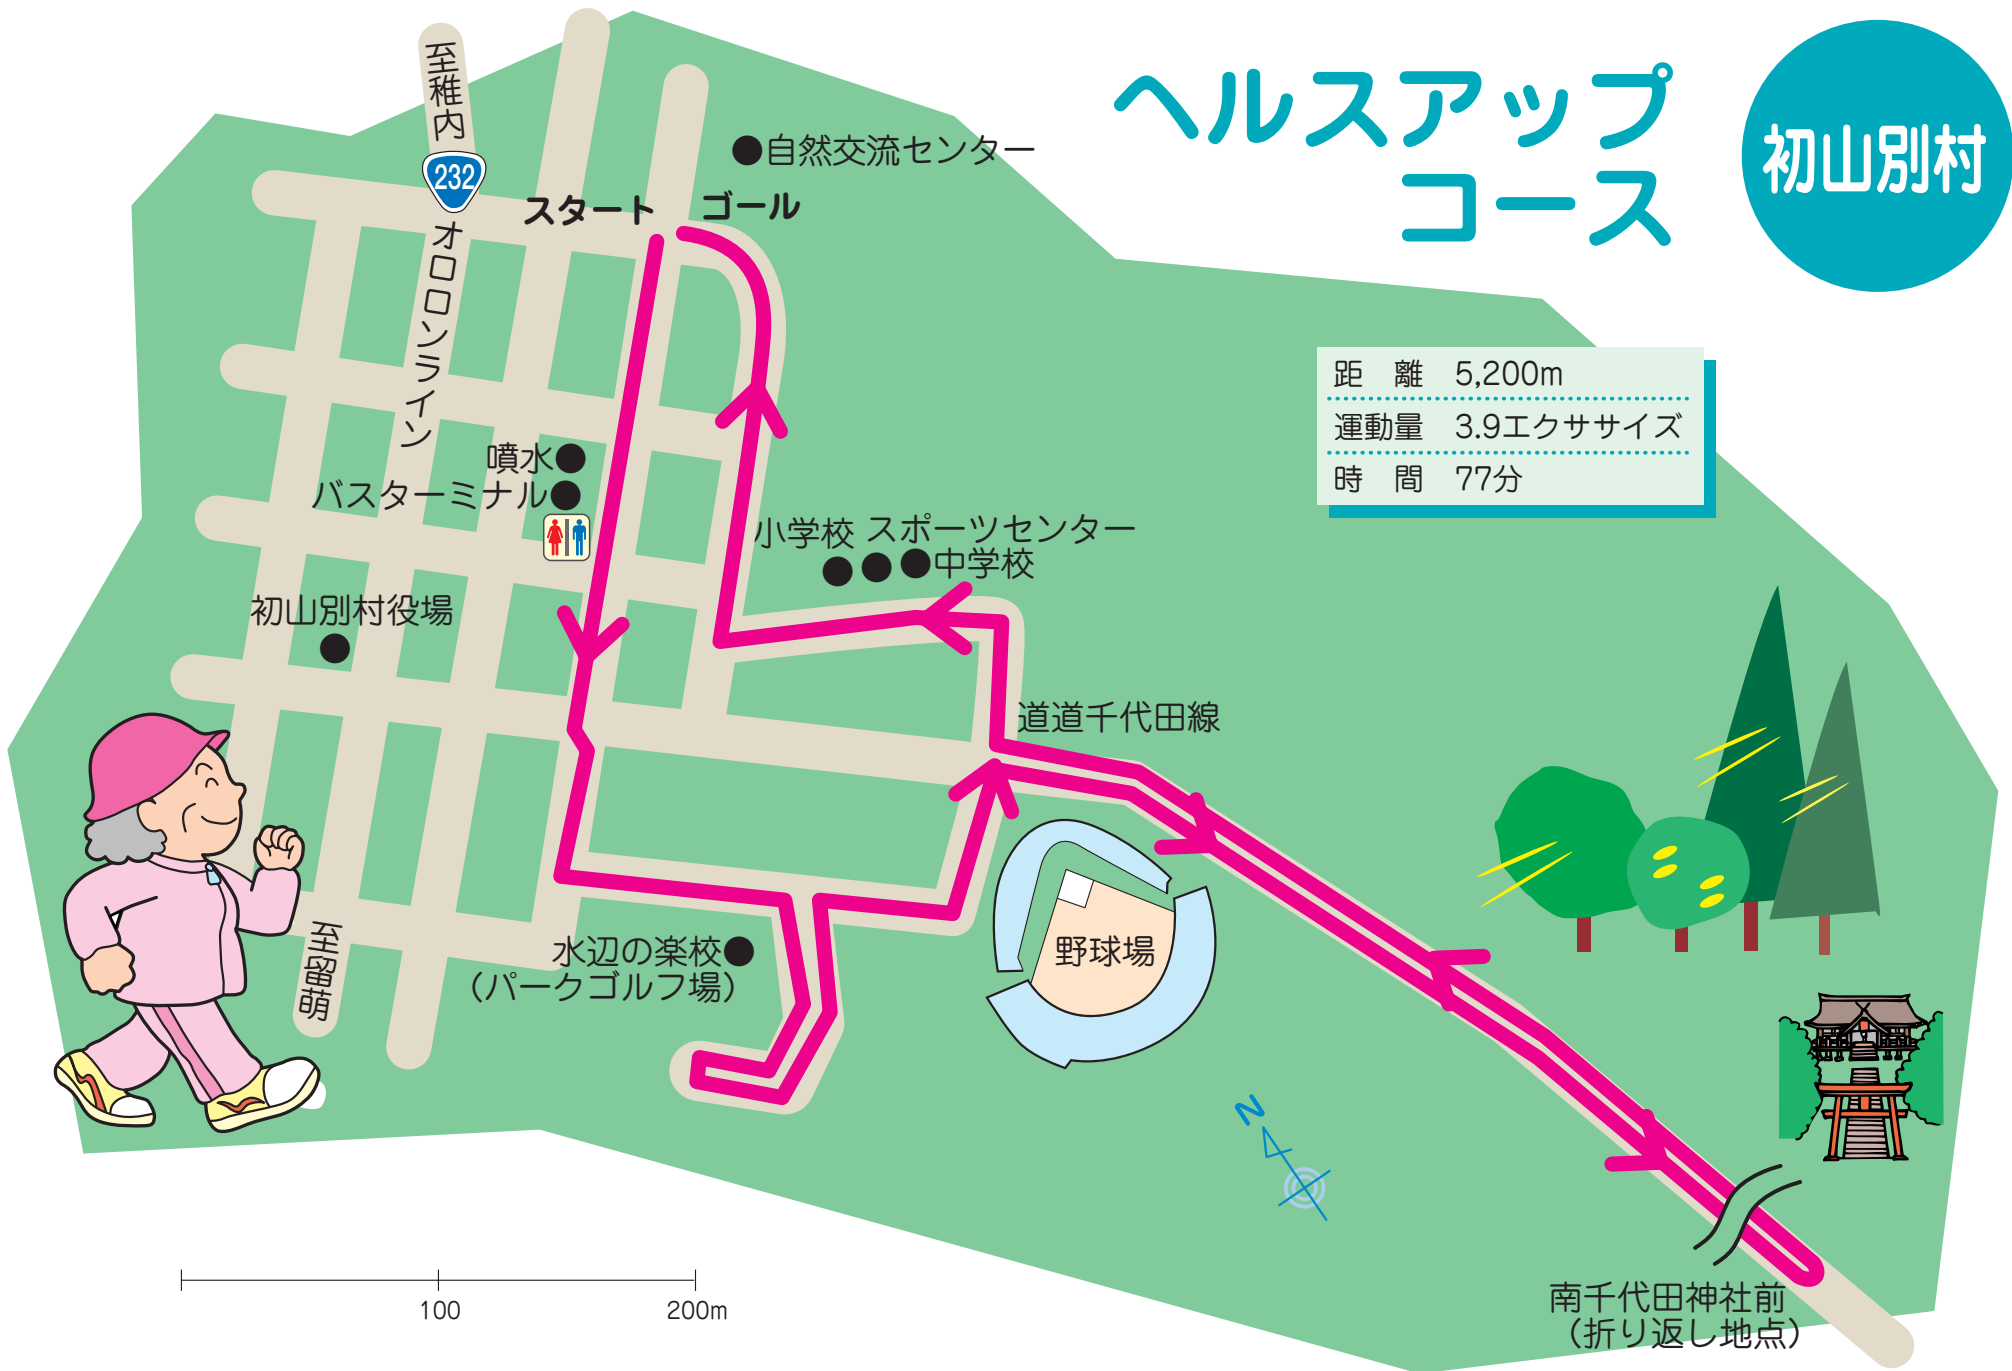 ヘルスアップ
コース
初山別村
至稚内
232
オロロンライン
自然交流センター
スタート ゴール
距 離 5,200m
運動量 3.9エクササイズ
時 間 77分
噴水
バスターミナル
小学校 スポーツセンター
中学校
初山別村役場
道道千代田線
至留萌
水辺の楽校
(パークゴルフ場)
野球場
N
南千代田神社前
(折り返し地点)
100 200m